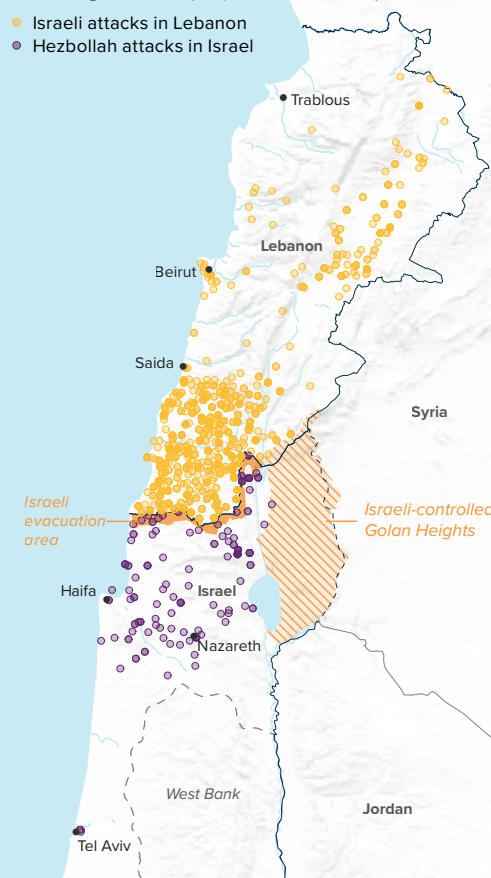 Israeli attacks in Lebanon
Hezbollah attacks in Israel
Trablous
Lebanon
Beirut
Saida
Syria
Israeli
evacuation
area
Israeli-controlled
Golan Heights
Haifa
Israel
Nazareth
West Bank
Jordan
Tel Aviv